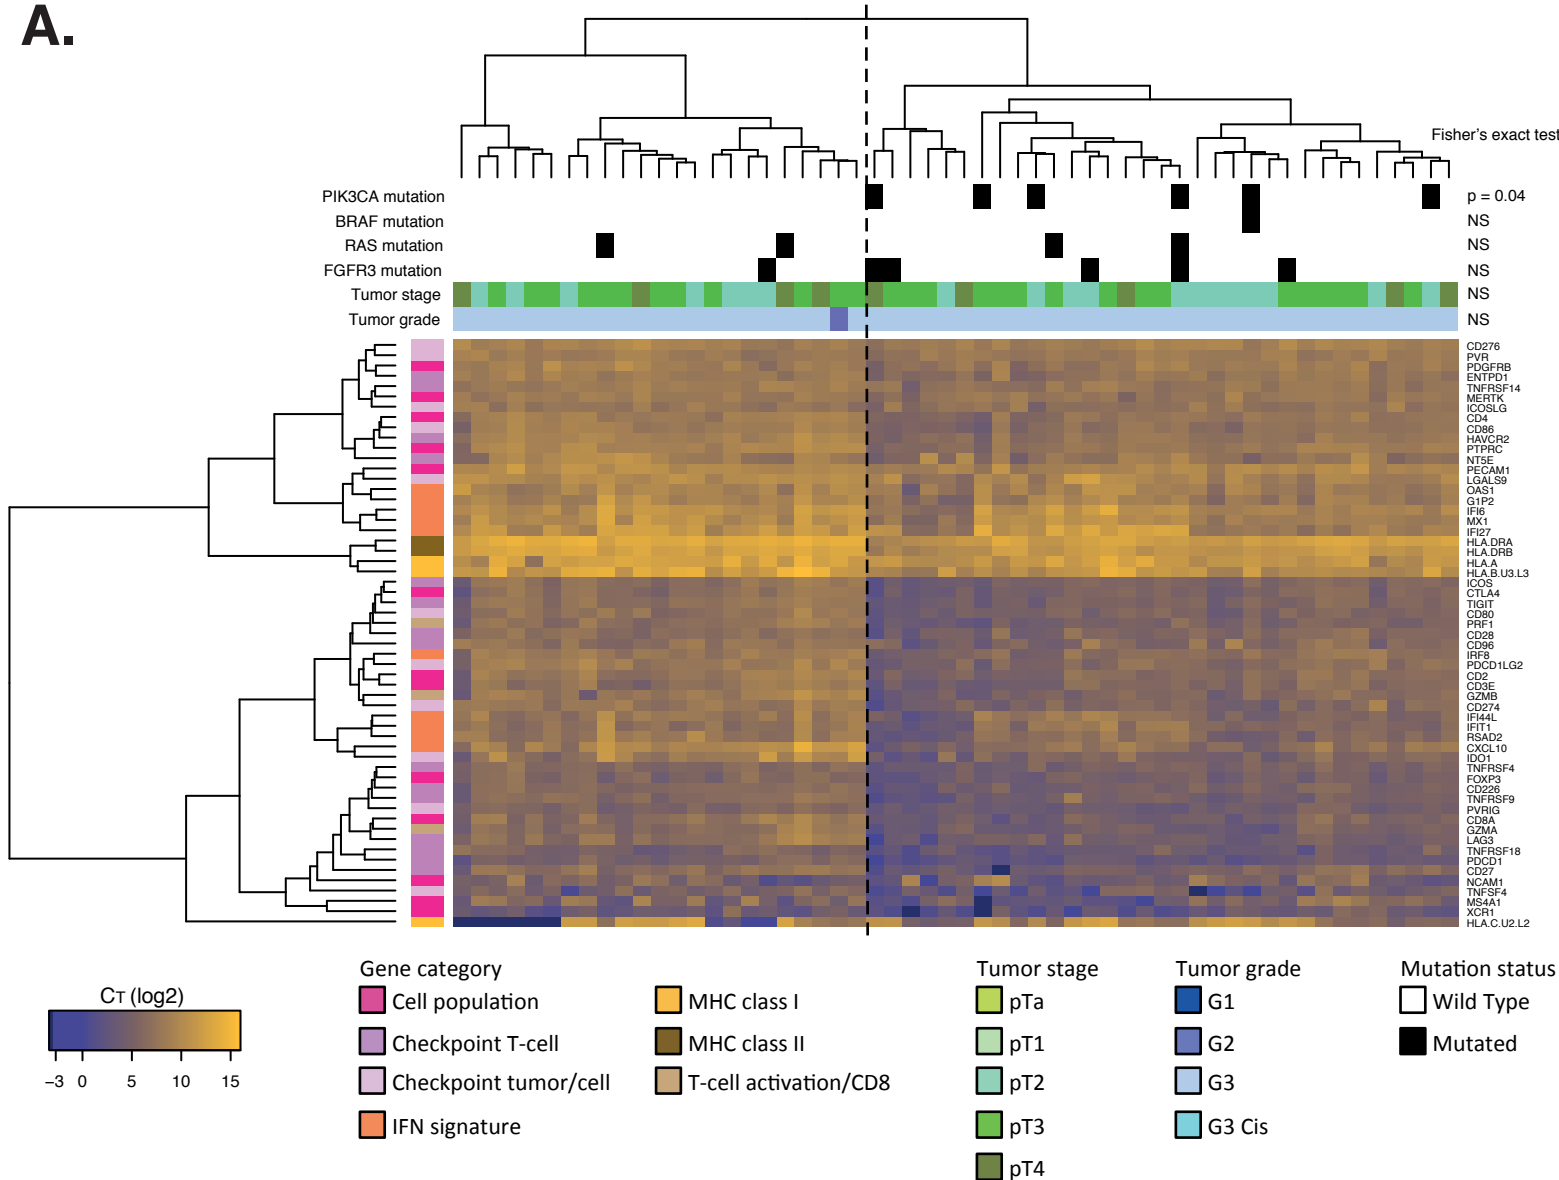 A.
Fisher's exact test
PIK3CA mutation
p = 0.04
BRAF mutation
NS
RAS mutation
NS
FGFR3 mutation
NS
Tumor stage
NS
Tumor grade
NS
CD276
PVR
PDGFRB
ENTPD1
TNFRSF14
MERTK
ICOSLG
CD4
CD86
HAVCR2
PTPRC
NT5E
PECAM1
LGALS9
OAS1
G1P2
IFI6
MX1
IFI27
HLA.DRA
HLA.DRB
HLA.A
HLA.B.U3.L3
ICOS
CTLA4
TIGIT
CD80
PRF1
CD28
CD96
IRF8
PDCD1LG2
CD2
CD3E
GZMB
CD274
IFI44L
IFIT1
RSAD2
CXCL10
IDO1
TNFRSF4
FOXP3
CD226
TNFRSF9
PVRIG
CD8A
GZMA
LAG3
TNFRSF18
PDCD1
CD27
NCAM1
TNFSF4
MS4A1
XCR1
HLA.C.U2.L2
CT (log2)
−3 0 5 10 15
Gene category
Cell population
Checkpoint T-cell
Checkpoint tumor/cell
IFN signature
MHC class I
MHC class II
T-cell activation/CD8
Tumor stage
pTa
pT1
pT2
pT3
pT4
Tumor grade
G1
G2
G3
G3 Cis
Mutation status
Wild Type
Mutated